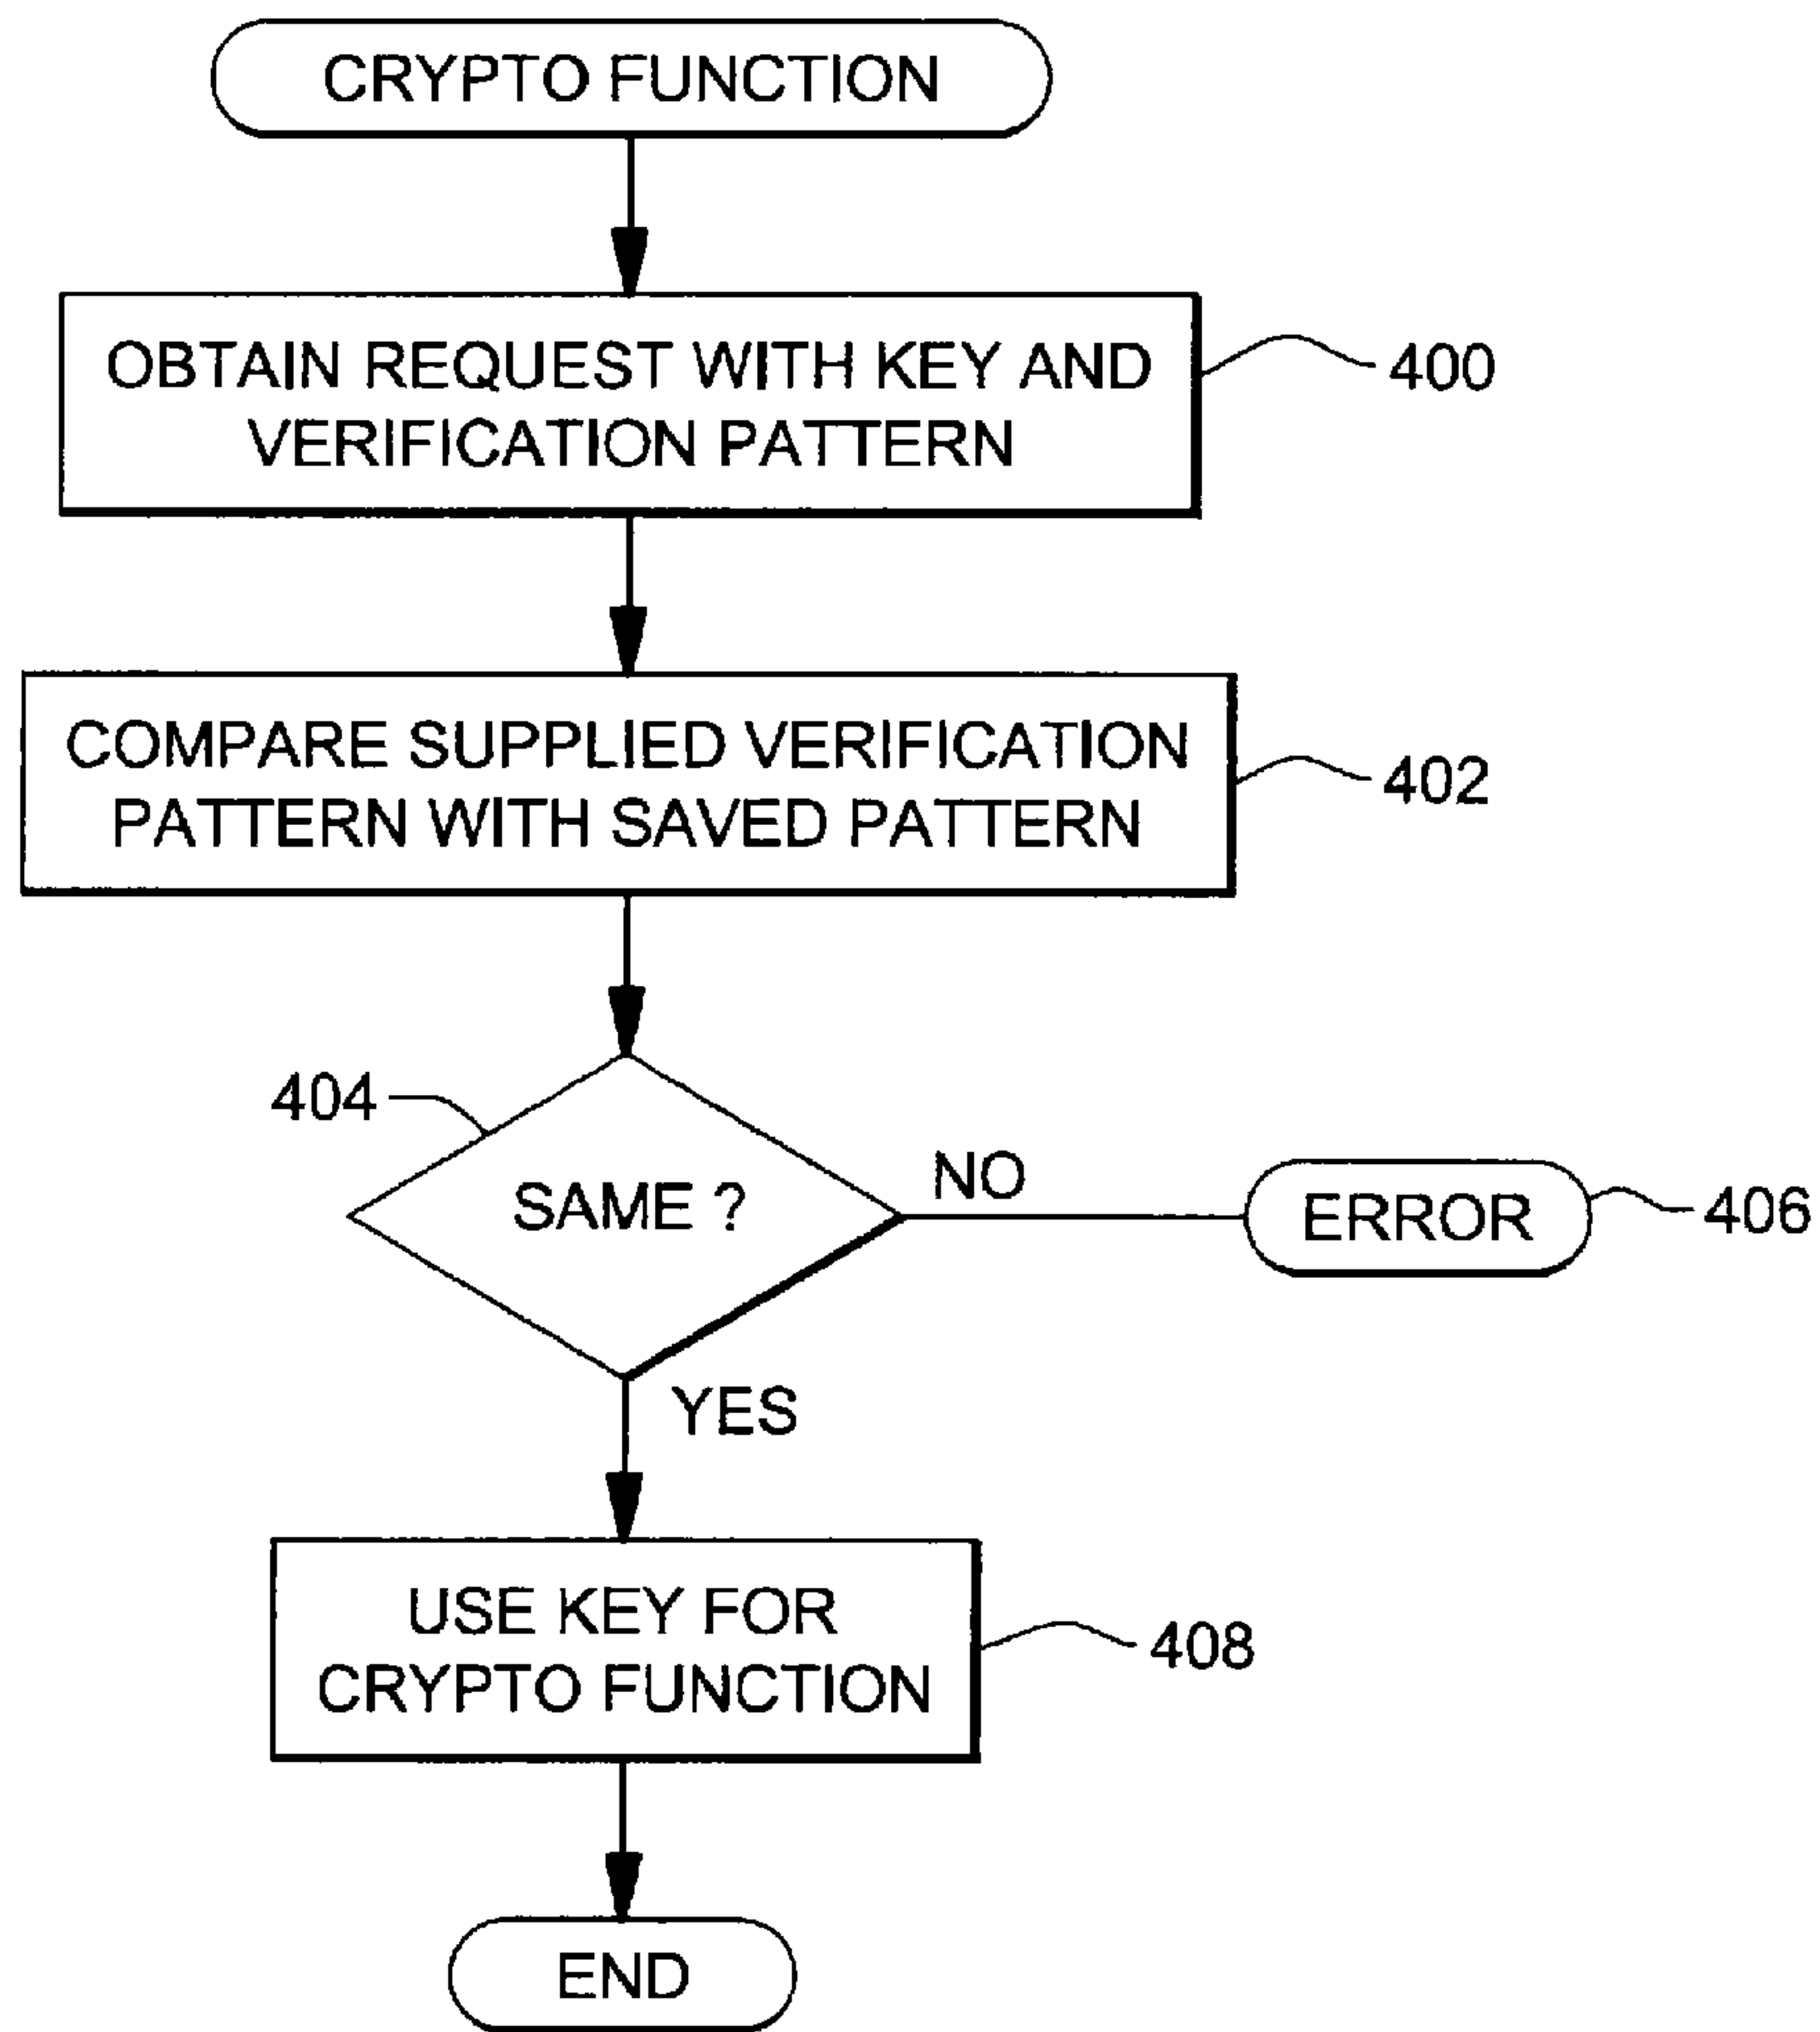 CRYPTO FUNCTION
OBTAIN REQUEST WITH KEY AND
VERIFICATION PATTERN
400
COMPARE SUPPLIED VERIFICATION
PATTERN WITH SAVED PATTERN
402
404
SAME ?
NO
ERROR
406
YES
USE KEY FOR
CRYPTO FUNCTION
408
END